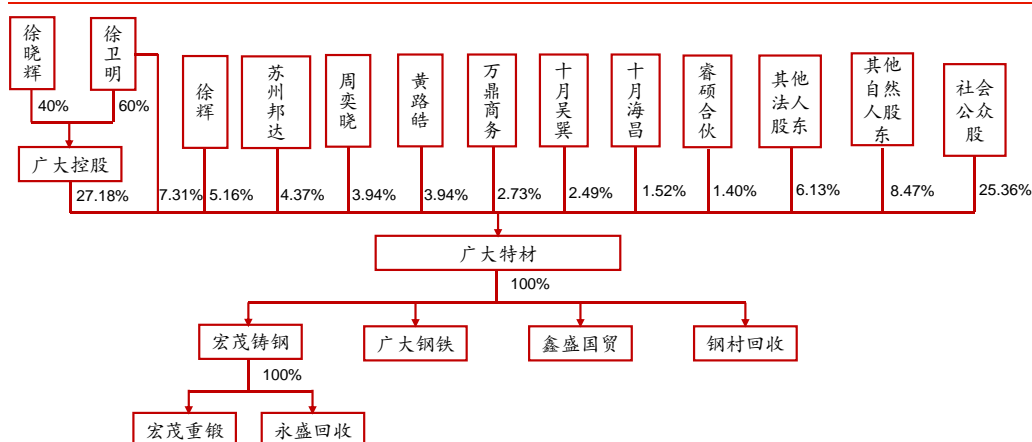 徐晓辉
徐卫明
徐辉
苏州邦达
周奕晓
黄路皓
万鼎商务
十月吴巽
十月海昌
睿硕合伙
其他法人股东
其他自然人股东
社会公众股
40%
60%
广大控股
27.18%
7.31%
5.16%
4.37%
3.94%
3.94%
2.73%
2.49%
1.52%
1.40%
6.13%
8.47%
25.36%
广大特材
100%
宏茂铸钢
广大钢铁
鑫盛国贸
钢村回收
100%
宏茂重锻
永盛回收